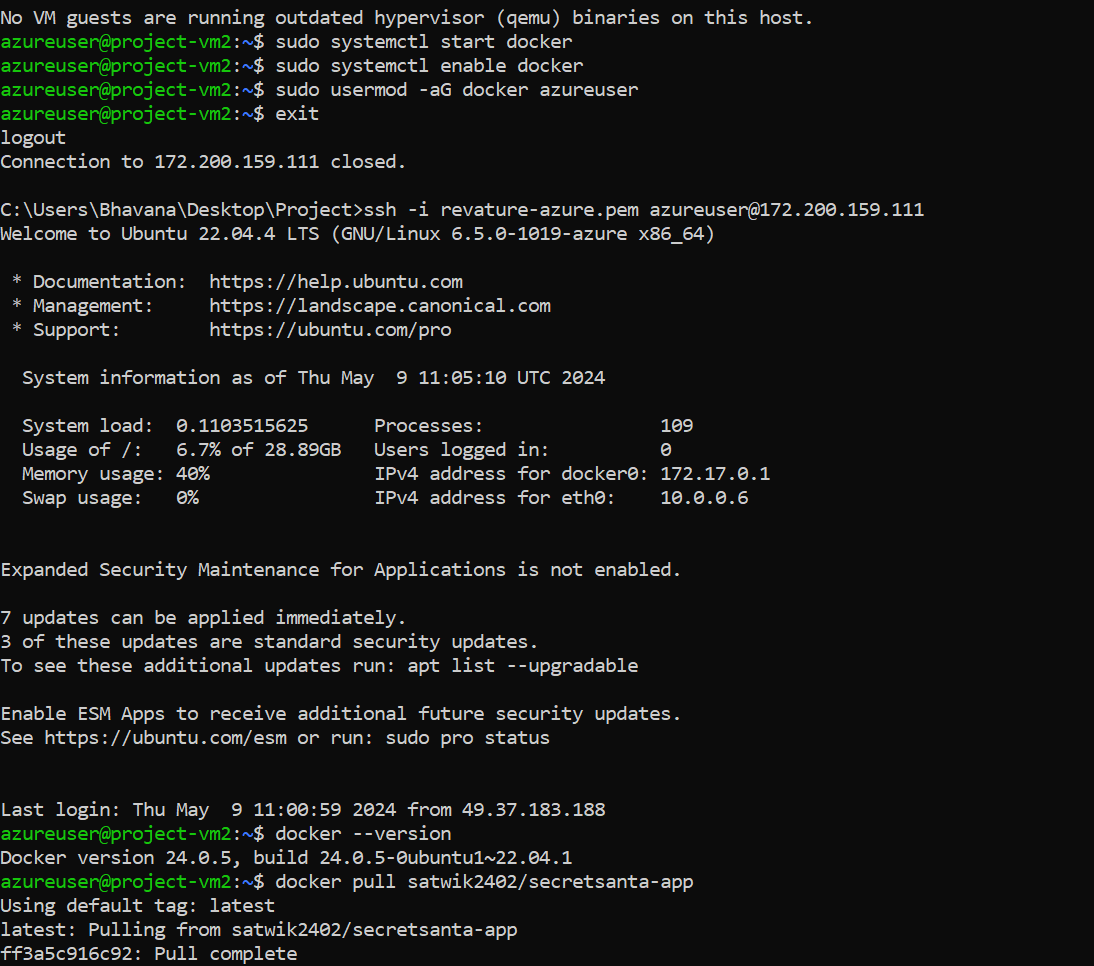 No VM guests are running outdated hypervisor (qemu) binaries on this host.
azureuser@project-vm2:~$ sudo systemctl start docker
azureuser@project-vm2:~$ sudo systemctl enable docker
azureuser@project-vm2:~$ sudo usermod -aG docker azureuser
azureuser@project-vm2:~$ exit
logout
Connection to 172.200.159.111 closed.
C:\Users\Bhavana\Desktop\Project>ssh -i revature-azure.pem azureuser@172.200.159.111
Welcome to Ubuntu 22.04.4 LTS (GNU/Linux 6.5.0-1019-azure x86_64)
* Documentation:  https://help.ubuntu.com
* Management:     https://landscape.canonical.com
* Support:        https://ubuntu.com/pro
System information as of Thu May  9 11:05:10 UTC 2024
System load:  0.1103515625      Processes:                109
Usage of /:   6.7% of 28.89GB   Users logged in:          0
Memory usage: 40%               IPv4 address for docker0: 172.17.0.1
Swap usage:   0%                IPv4 address for eth0:    10.0.0.6
Expanded Security Maintenance for Applications is not enabled.
7 updates can be applied immediately.
3 of these updates are standard security updates.
To see these additional updates run: apt list --upgradable
Enable ESM Apps to receive additional future security updates.
See https://ubuntu.com/esm or run: sudo pro status
Last login: Thu May  9 11:00:59 2024 from 49.37.183.188
azureuser@project-vm2:~$ docker --version
Docker version 24.0.5, build 24.0.5-0ubuntu1~22.04.1
azureuser@project-vm2:~$ docker pull satwik2402/secretsanta-app
Using default tag: latest
latest: Pulling from satwik2402/secretsanta-app
ff3a5c916c92: Pull complete